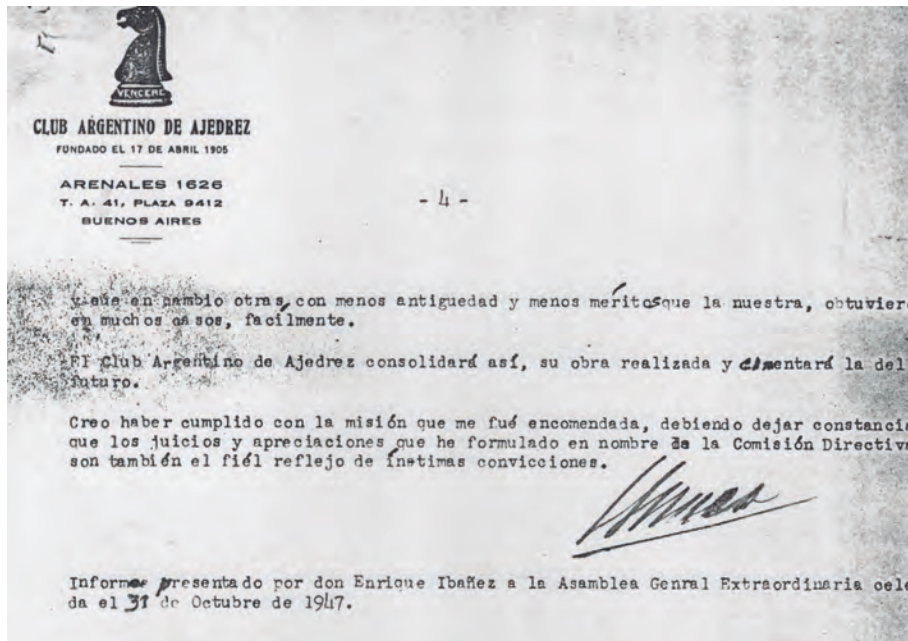 VENCERE
CLUB ARGENTINO DE AJEDREZ
FUNDADO EL 17 DE ABRIL 1905
ARENALES 1626
T. A. 41, PLAZA 9412
BUENOS AIRES
- 4 -
y que en cambio otras, con menos antiguedad y menos méritos que la nuestra, obtuviero
en muchos casos, facilmente.
El Club Argentino de Ajedrez consolidará así, su obra realizada y cimentará la del
futuro.
Creo haber cumplido con la misión que me fué encomendada, debiendo dejar constancia
que los juicios y apreciaciones que he formulado en nombre de la Comisión Directiva
son también el fiél reflejo de íntimas convicciones.
Informe presentado por don Enrique Ibañez a la Asamblea Genral Extraordinaria cele
da el 31 de Octubre de 1947.